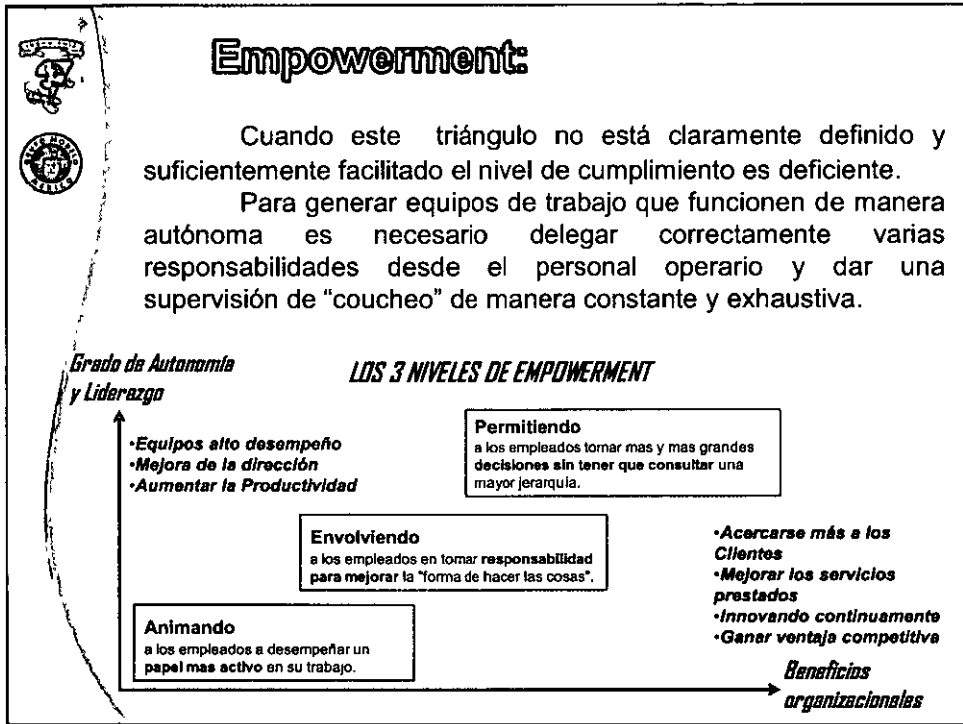 Empowerment:
GRUPO MODELO
MEXICO
Cuando este triángulo no está claramente definido y
suficientemente facilitado el nivel de cumplimiento es deficiente.
Para generar equipos de trabajo que funcionen de manera
autónoma es necesario delegar correctamente varias
responsabilidades desde el personal operario y dar una
supervisión de “coucheo” de manera constante y exhaustiva.
Grado de Autonomía
y Liderazgo
LOS 3 NIVELES DE EMPOWERMENT
•Equipos alto desempeño
•Mejora de la dirección
•Aumentar la Productividad
Permitiendo
a los empleados tomar mas y mas grandes
decisiones sin tener que consultar una
mayor jerarquía.
Envolviendo
a los empleados en tomar responsabilidad
para mejorar la "forma de hacer las cosas".
•Acercarse más a los
Clientes
•Mejorar los servicios
prestados
•Innovando continuamente
•Ganar ventaja competitiva
Animando
a los empleados a desempeñar un
papel mas activo en su trabajo.
Beneficios
organizacionales